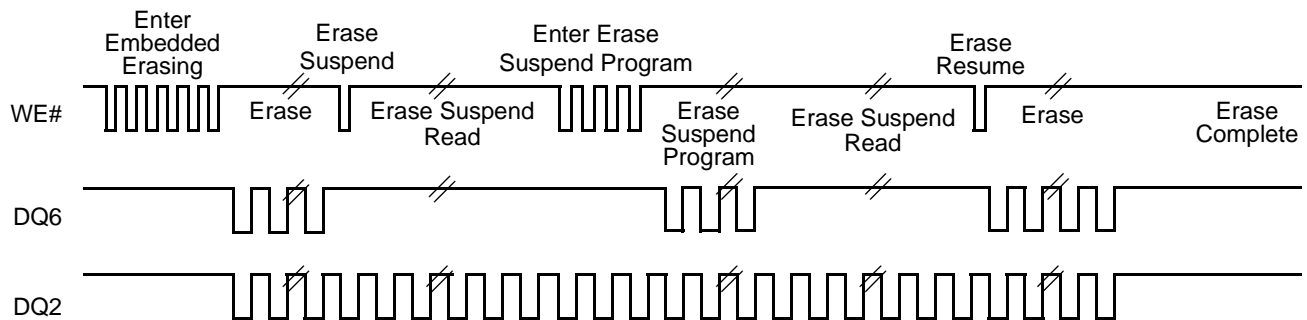 Enter
Embedded
Erasing
Erase
Suspend
Enter Erase
Suspend Program
Erase
Resume
WE#
Erase
Erase Suspend
Read
Erase
Suspend
Program
Erase Suspend
Read
Erase
Erase
Complete
DQ6
DQ2